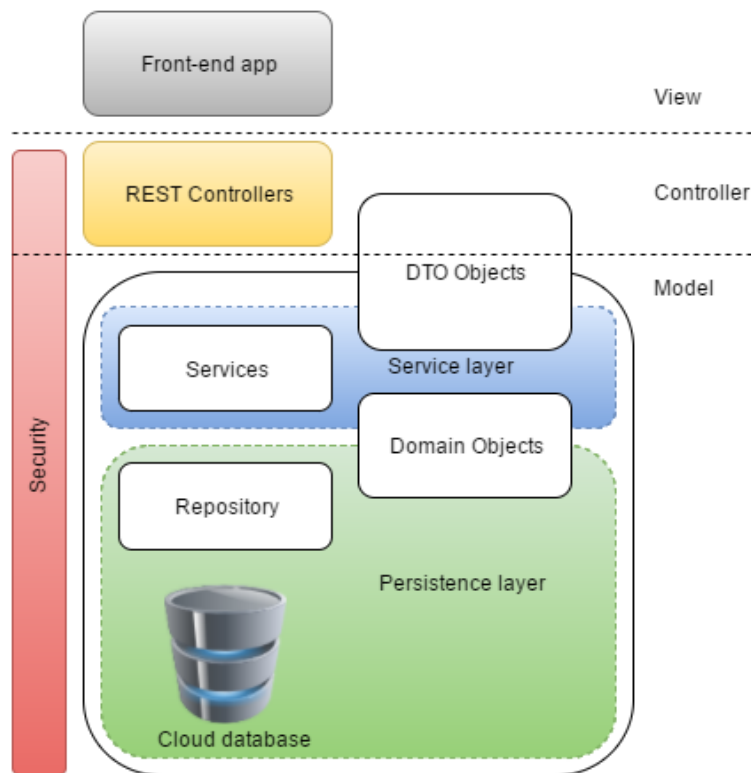 Front-end app
View
REST Controllers
Controller
DTO Objects
Model
Services
Service layer
Security
Domain Objects
Repository
Persistence layer
Cloud database